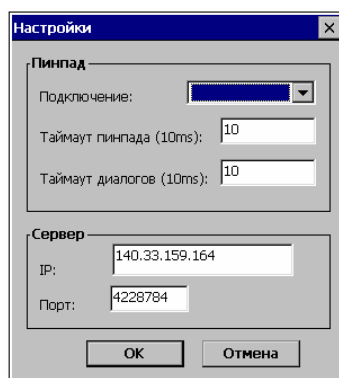 Настройки
Пинпад
Подключение:
Таймаут пинпада (10ms): 10
Таймаут диалогов (10ms): 10
Сервер
IP: 140.33.159.164
Порт: 4228784
ОК Отмена